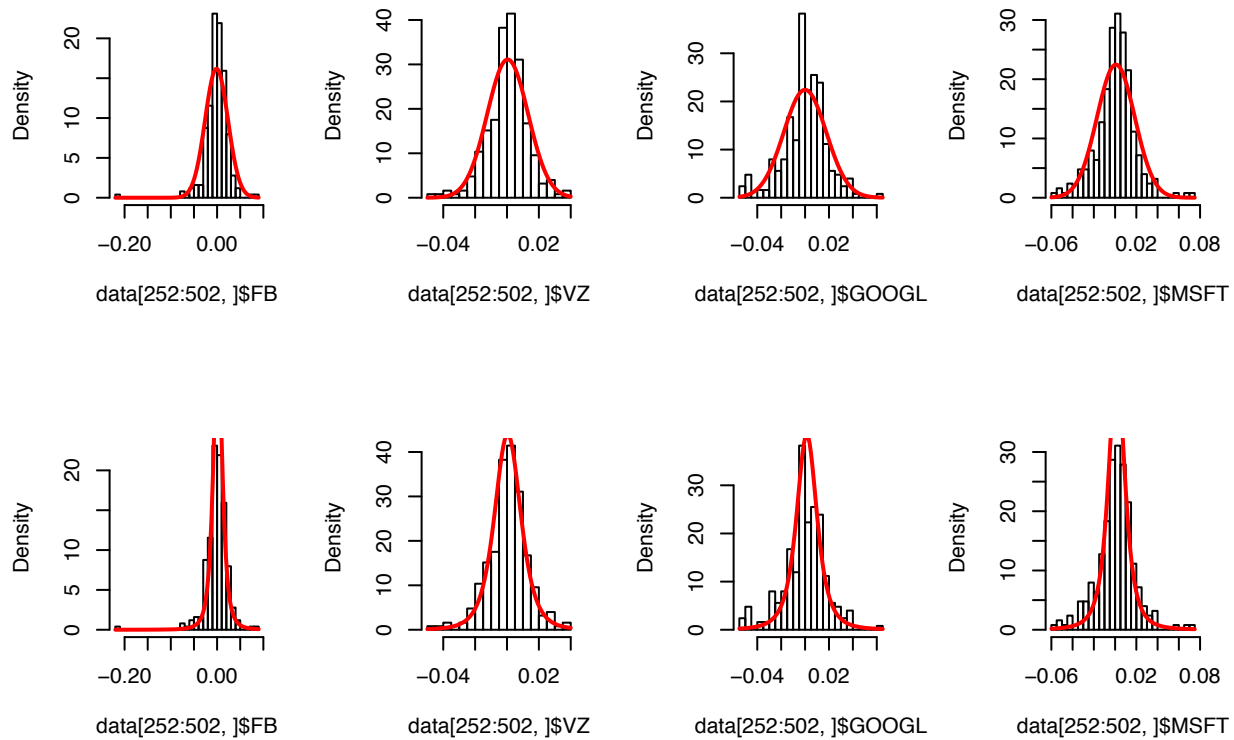 Density
0 5 10 20
−0.20 0.00
data[252:502, ]$FB
Density
0 10 20 30 40
−0.04 0.02
data[252:502, ]$VZ
Density
0 10 20 30
−0.04 0.02
data[252:502, ]$GOOGL
Density
0 10 20 30
−0.06 0.02 0.08
data[252:502, ]$MSFT
Density
0 5 10 20
−0.20 0.00
data[252:502, ]$FB
Density
0 10 20 30 40
−0.04 0.02
data[252:502, ]$VZ
Density
0 10 20 30
−0.04 0.02
data[252:502, ]$GOOGL
Density
0 10 20 30
−0.06 0.02 0.08
data[252:502, ]$MSFT